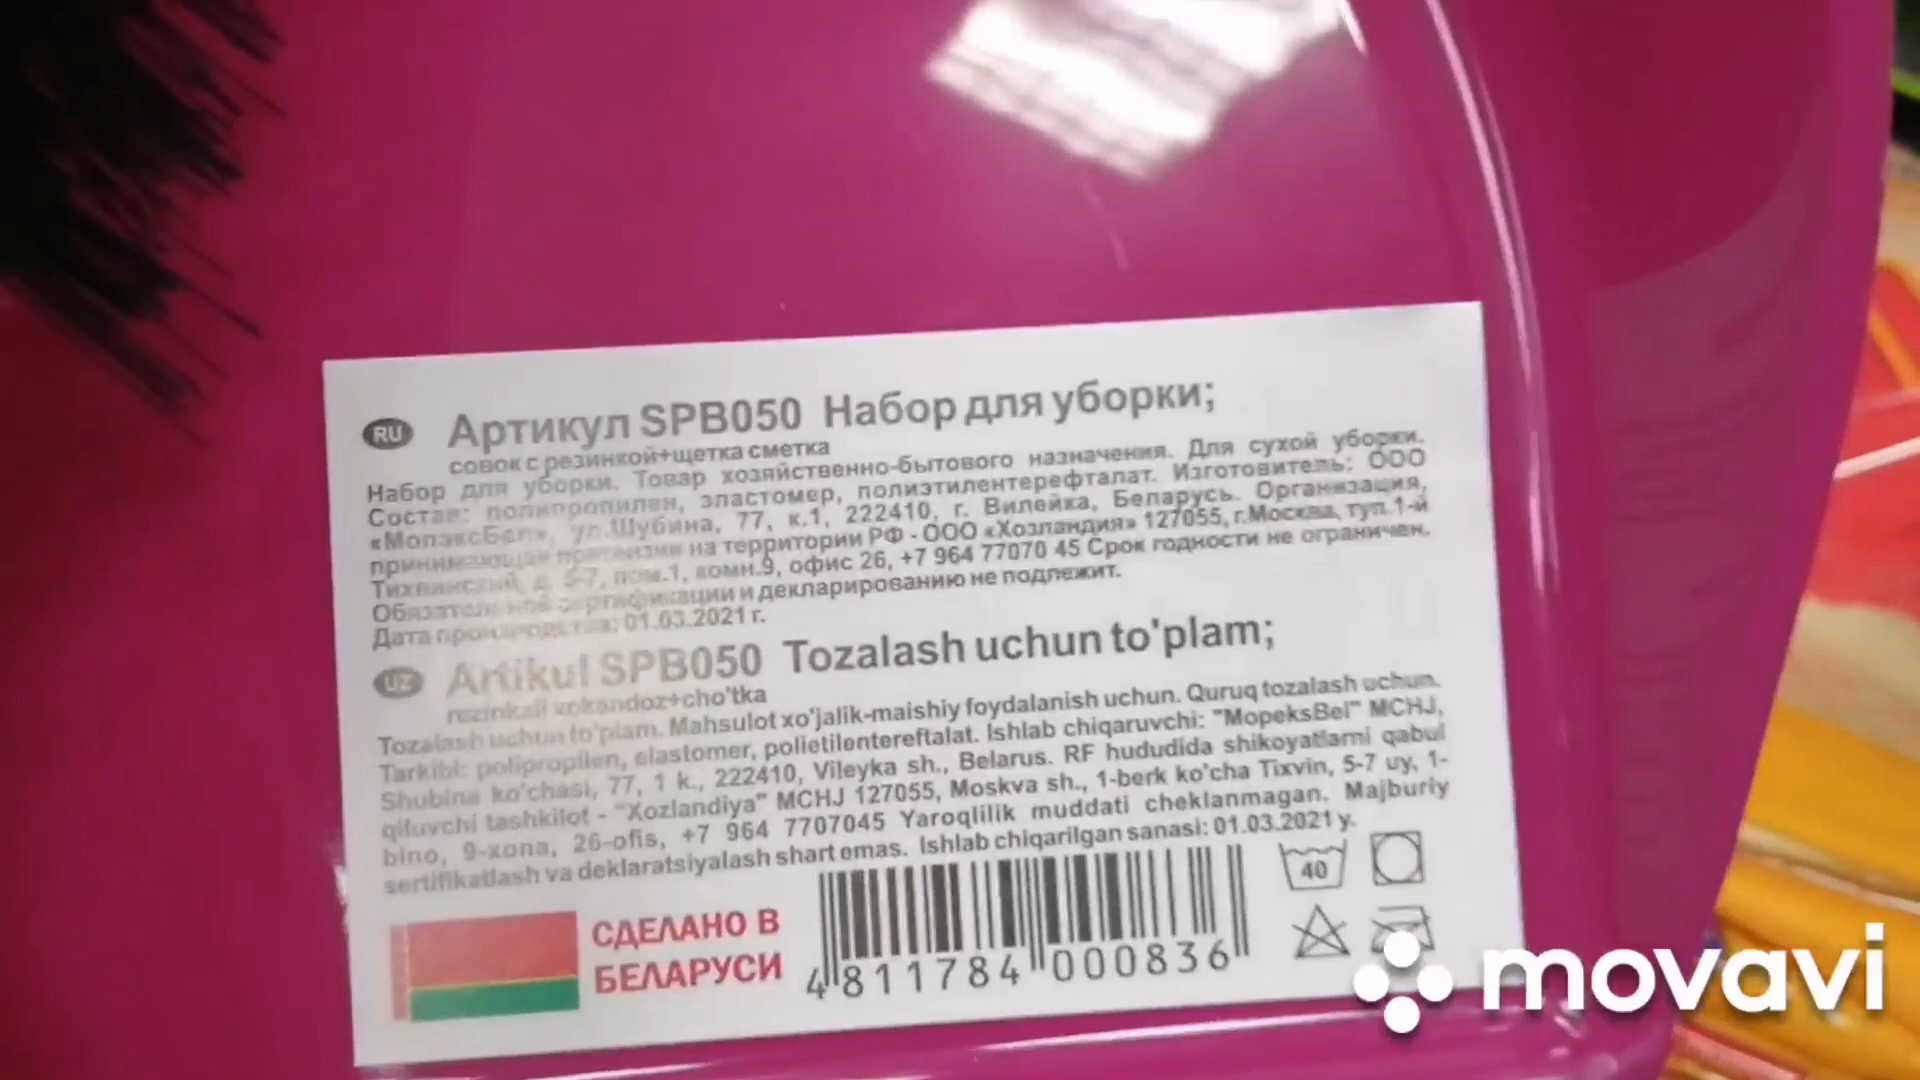 RU Артикул SPB050 Набор для уборки;
совок с резинкой+щетка сметка
Набор для уборки. Товар хозяйственно-бытового назначения. Для сухой уборки.
Состав: полипропилен, эластомер, полиэтилентерефталат. Изготовитель: ООО
«МопэксБел», ул.Шубина, 77, к.1, 222410, г. Вилейка, Беларусь. Организация,
принимающая претензии на территории РФ - ООО «Хозландия» 127055, г.Москва, туп.1-й
Тихвинский, д. 5-7, пом.1, комн.9, офис 26, +7 964 77070 45 Срок годности не ограничен.
Обязательной сертификации и декларированию не подлежит.
Дата производства: 01.03.2021 г.
UZ Artikul SPB050 Tozalash uchun to'plam;
rezinkali xokandoz+cho'tka
Tozalash uchun to'plam. Mahsulot xo'jalik-maishiy foydalanish uchun. Quruq tozalash uchun.
Tarkibi: polipropilen, elastomer, polietilentereftalat. Ishlab chiqaruvchi: "MopeksBel" MCHJ,
Shubina ko'chasi, 77, 1 k., 222410, Vileyka sh., Belarus. RF hududida shikoyatlarni qabul
qiluvchi tashkilot - "Xozlandiya" MCHJ 127055, Moskva sh., 1-berk ko'cha Tixvin, 5-7 uy, 1-
bino, 9-xona, 26-ofis, +7 964 7707045 Yaroqlilik muddati cheklanmagan. Majburiy
sertifikatlash va deklaratsiyalash shart emas. Ishlab chiqarilgan sanasi: 01.03.2021 y.
СДЕЛАНО В
БЕЛАРУСИ
4 811784 000836
40
movavi